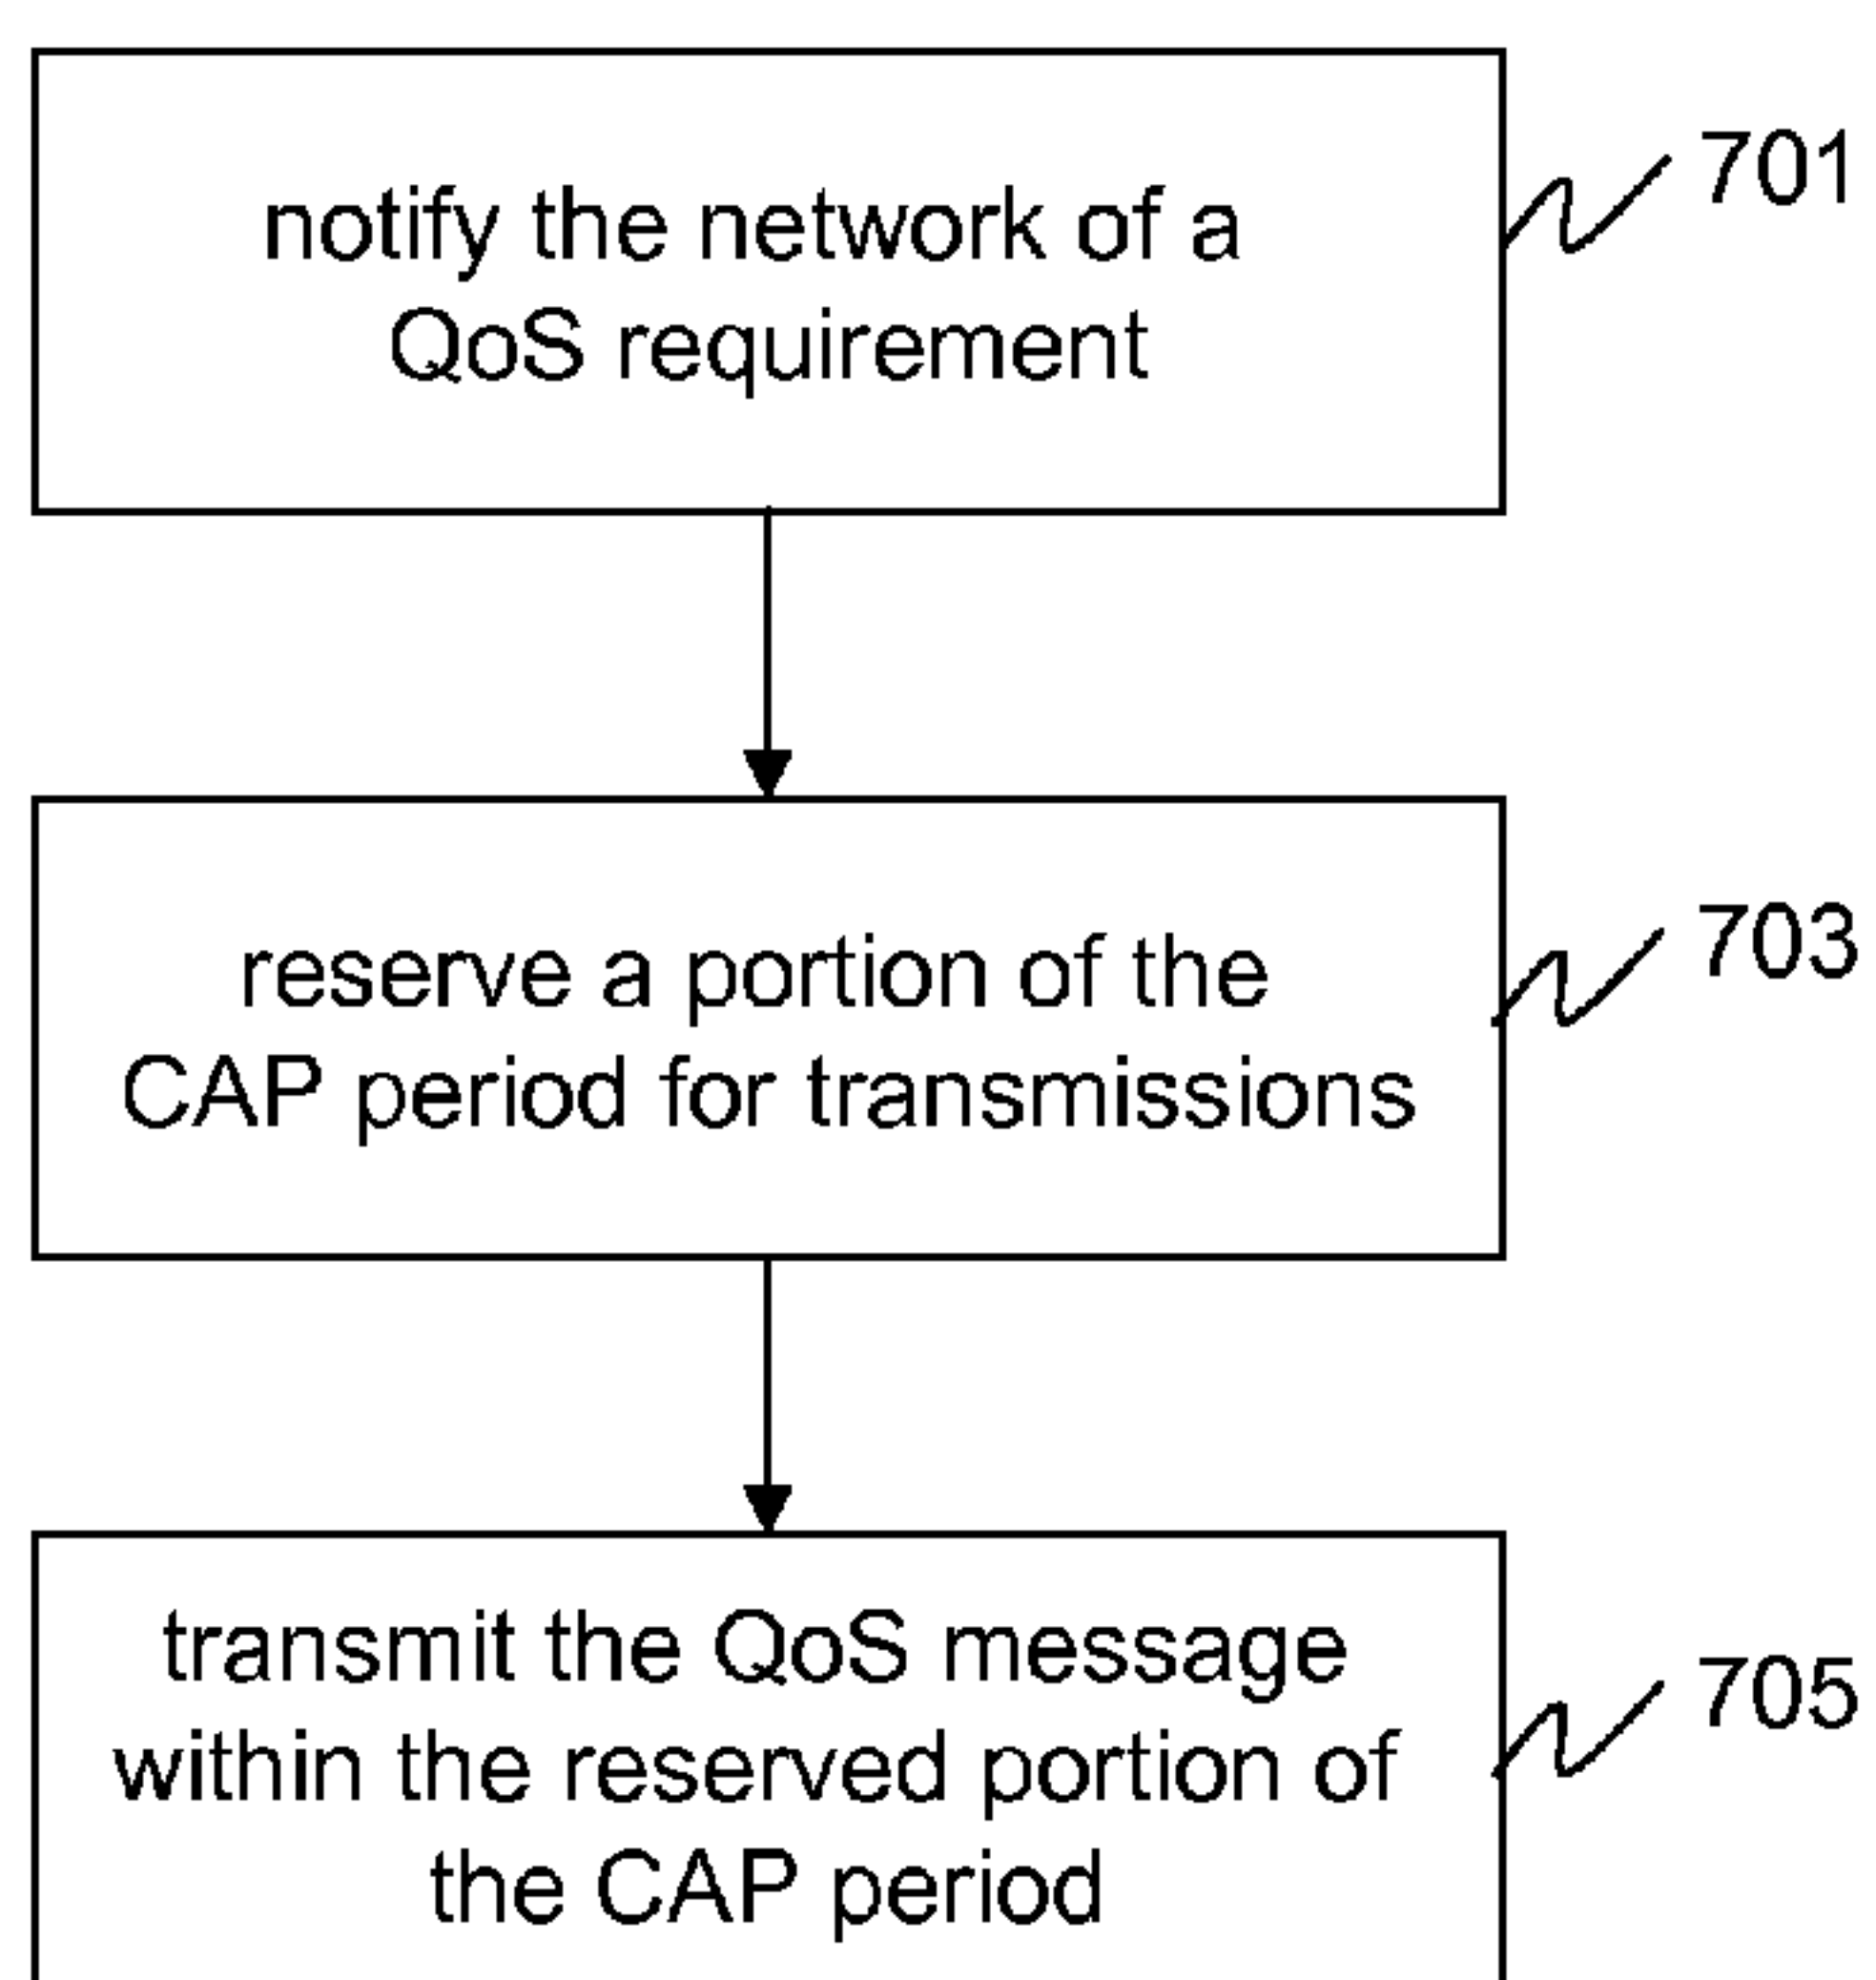 notify the network of a
QoS requirement
701
reserve a portion of the
CAP period for transmissions
703
transmit the QoS message
within the reserved portion of
the CAP period
705